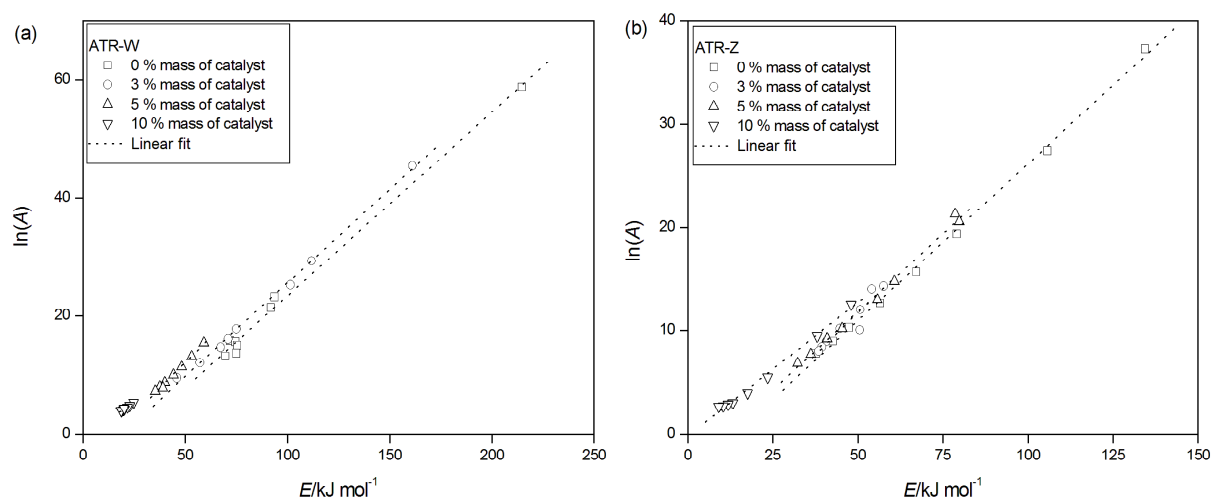 (a)
ATR-W
0 % mass of catalyst
3 % mass of catalyst
5 % mass of catalyst
10 % mass of catalyst
Linear fit
ln(A)
60
40
20
0
0
50
100
150
200
250
E/kJ mol⁻¹
(b)
ATR-Z
0 % mass of catalyst
3 % mass of catalyst
5 % mass of catalyst
10 % mass of catalyst
Linear fit
ln(A)
40
30
20
10
0
0
25
50
75
100
125
150
E/kJ mol⁻¹